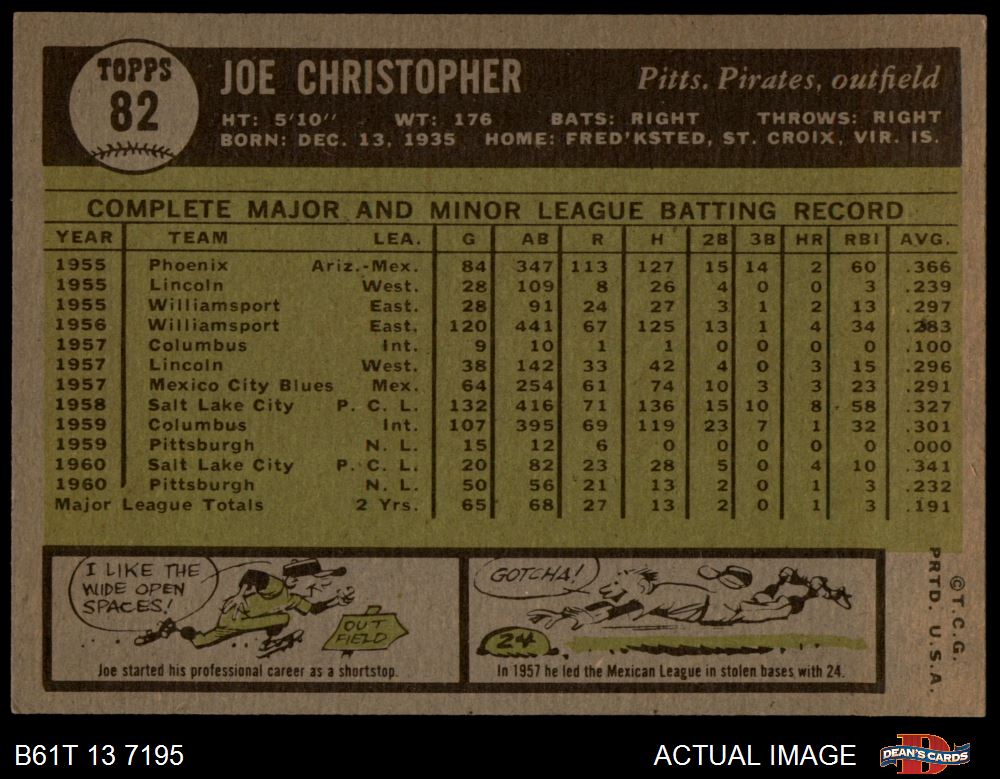 TOPPS
82
JOE CHRISTOPHER
Pitts. Pirates, outfield
HT: 5'10" WT: 176 BATS: RIGHT THROWS: RIGHT
BORN: DEC. 13, 1935 HOME: FRED'KSTED, ST. CROIX, VIR. IS.
COMPLETE MAJOR AND MINOR LEAGUE BATTING RECORD
YEAR TEAM LEA. G AB R H 2B 3B HR RBI AVG.
1955 Phoenix Ariz.-Mex. 84 347 113 127 15 14 2 60 .366
1955 Lincoln West. 28 109 8 26 4 0 0 3 .239
1955 Williamsport East. 28 91 24 27 3 1 2 13 .297
1956 Williamsport East. 120 441 67 125 13 1 4 34 .283
1957 Columbus Int. 9 10 1 1 0 0 0 0 .100
1957 Lincoln West. 38 142 33 42 4 0 3 15 .296
1957 Mexico City Blues Mex. 64 254 61 74 10 3 3 23 .291
1958 Salt Lake City P. C. L. 132 416 71 136 15 10 8 58 .327
1959 Columbus Int. 107 395 69 119 23 7 1 32 .301
1959 Pittsburgh N. L. 15 12 6 0 0 0 0 0 .000
1960 Salt Lake City P. C. L. 20 82 23 28 5 0 4 10 .341
1960 Pittsburgh N. L. 50 56 21 13 2 0 1 3 .232
Major League Totals 2 Yrs. 65 68 27 13 2 0 1 3 .191
I LIKE THE
WIDE OPEN
SPACES!
OUT
FIELD
Joe started his professional career as a shortstop.
GOTCHA!
24
In 1957 he led the Mexican League in stolen bases with 24.
© T. C. G.
PRTD. U. S. A.
B61T 13 7195
ACTUAL IMAGE
DEAN'S CARDS